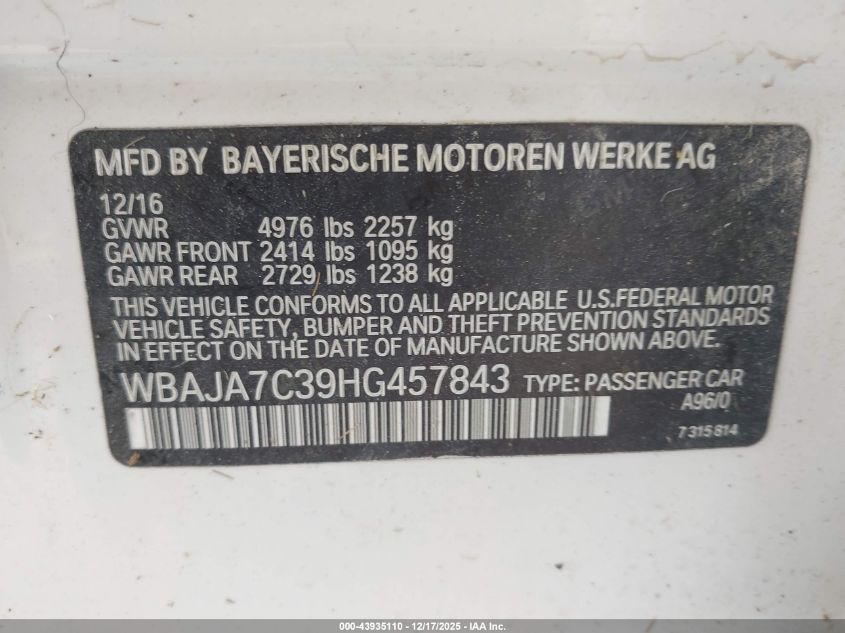 MFD BY BAYERISCHE MOTOREN WERKE AG
12/16
GVWR 4976 lbs 2257 kg
GAWR FRONT 2414 lbs 1095 kg
GAWR REAR 2729 lbs 1238 kg
THIS VEHICLE CONFORMS TO ALL APPLICABLE U.S.FEDERAL MOTOR
VEHICLE SAFETY, BUMPER AND THEFT PREVENTION STANDARDS
IN EFFECT ON THE DATE OF MANUFACTURE SHOWN ABOVE.
WBAJA7C39HG457843 TYPE: PASSENGER CAR
A96/0
7315814
000-43935110 - 12/17/2025 - IAA Inc.